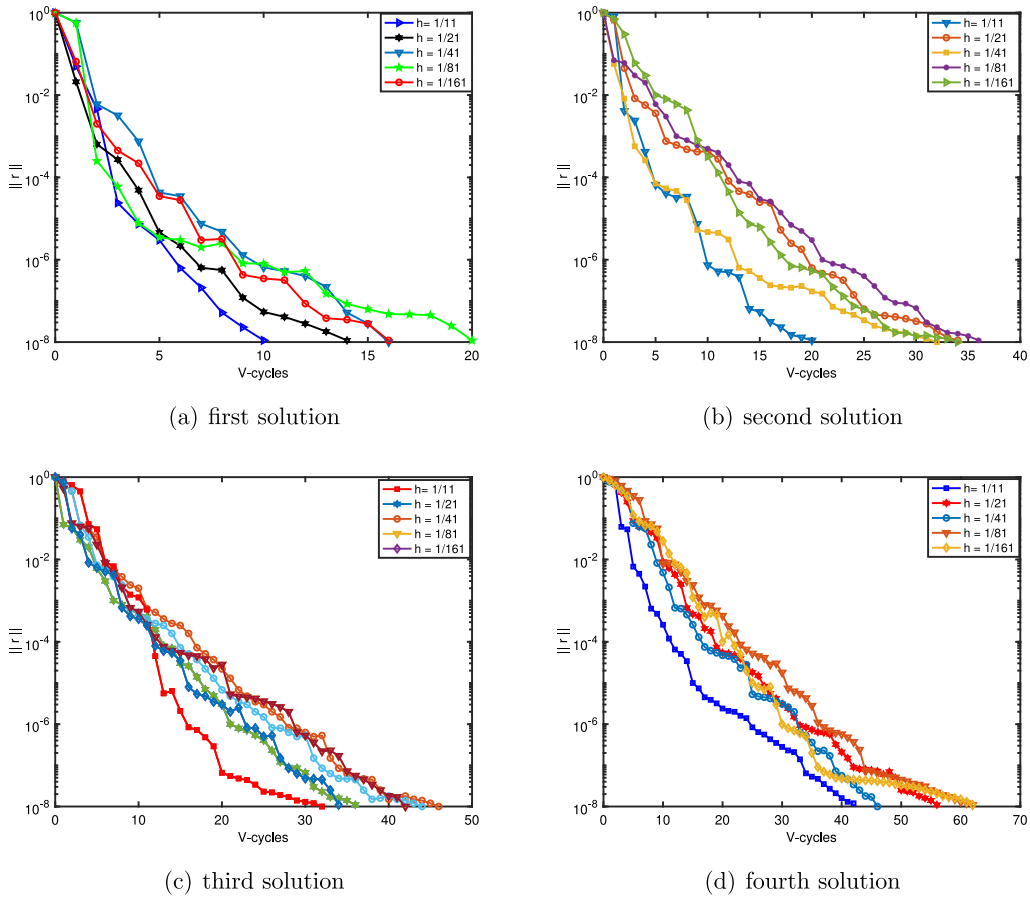 10^0
10^-2
10^-4
10^-6
10^-8
|| r ||
0 5 10 15 20
V-cycles
h= 1/11
h = 1/21
h = 1/41
h = 1/81
h = 1/161
(a) first solution
10^0
10^-2
10^-4
10^-6
10^-8
|| r ||
0 5 10 15 20 25 30 35 40
V-cycles
h= 1/11
h = 1/21
h = 1/41
h = 1/81
h = 1/161
(b) second solution
10^0
10^-2
10^-4
10^-6
10^-8
|| r ||
0 10 20 30 40 50
V-cycles
h= 1/11
h = 1/21
h = 1/41
h = 1/81
h = 1/161
(c) third solution
10^0
10^-2
10^-4
10^-6
10^-8
|| r ||
0 10 20 30 40 50 60 70
V-cycles
h= 1/11
h = 1/21
h = 1/41
h = 1/81
h = 1/161
(d) fourth solution